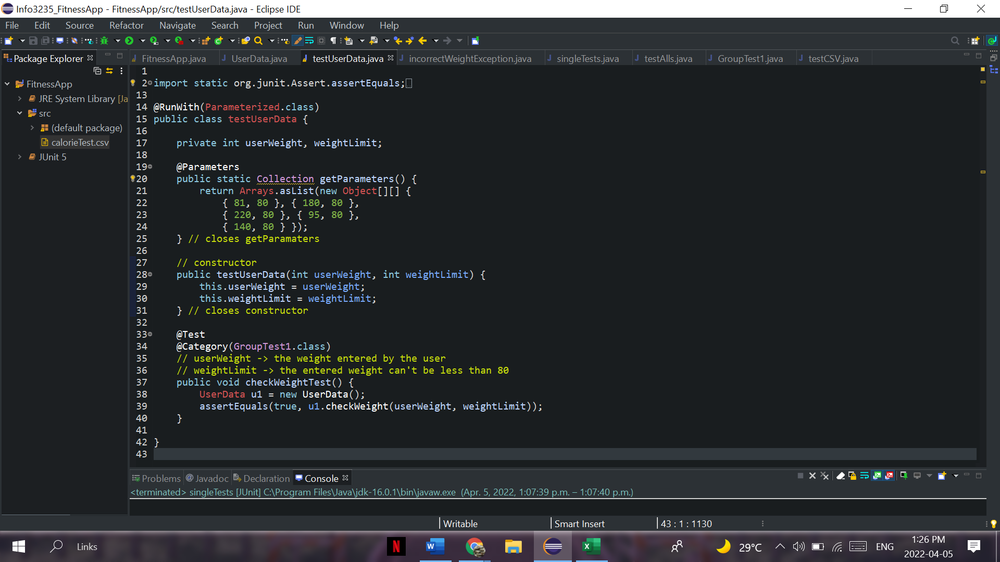 Info3235_FitnessApp - FitnessApp/src/testUserData.java - Eclipse IDE
File Edit Source Refactor Navigate Search Project Run Window Help
Package Explorer
FitnessApp.java UserData.java testUserData.java incorrectWeightException.java singleTests.java testAlls.java GroupTest1.java testCSV.java
FitnessApp
JRE System Library [Ja
src
(default package)
calorieTest.csv
JUnit 5
1
2 import static org.junit.Assert.assertEquals;
13
14 @RunWith(Parameterized.class)
15 public class testUserData {
16
17 private int userWeight, weightLimit;
18
19 @Parameters
20 public static Collection getParameters() {
21 return Arrays.asList(new Object[][] {
22 { 81, 80 }, { 180, 80 },
23 { 220, 80 }, { 95, 80 },
24 { 140, 80 } });
25 } // closes getParamaters
26
27 // constructor
28 public testUserData(int userWeight, int weightLimit) {
29 this.userWeight = userWeight;
30 this.weightLimit = weightLimit;
31 } // closes constructor
32
33 @Test
34 @Category(GroupTest1.class)
35 // userWeight -> the weight entered by the user
36 // weightLimit -> the entered weight can't be less than 80
37 public void checkWeightTest() {
38 UserData u1 = new UserData();
39 assertEquals(true, u1.checkWeight(userWeight, weightLimit));
40 }
41
42 }
43
Problems @ Javadoc Declaration Console
<terminated> singleTests [JUnit] C:\Program Files\Java\jdk-16.0.1\bin\javaw.exe (Apr. 5, 2022, 1:07:39 p.m. – 1:07:40 p.m.)
Writable Smart Insert 43 : 1 : 1130
Links N W X 29°C ENG 1:26 PM
2022-04-05